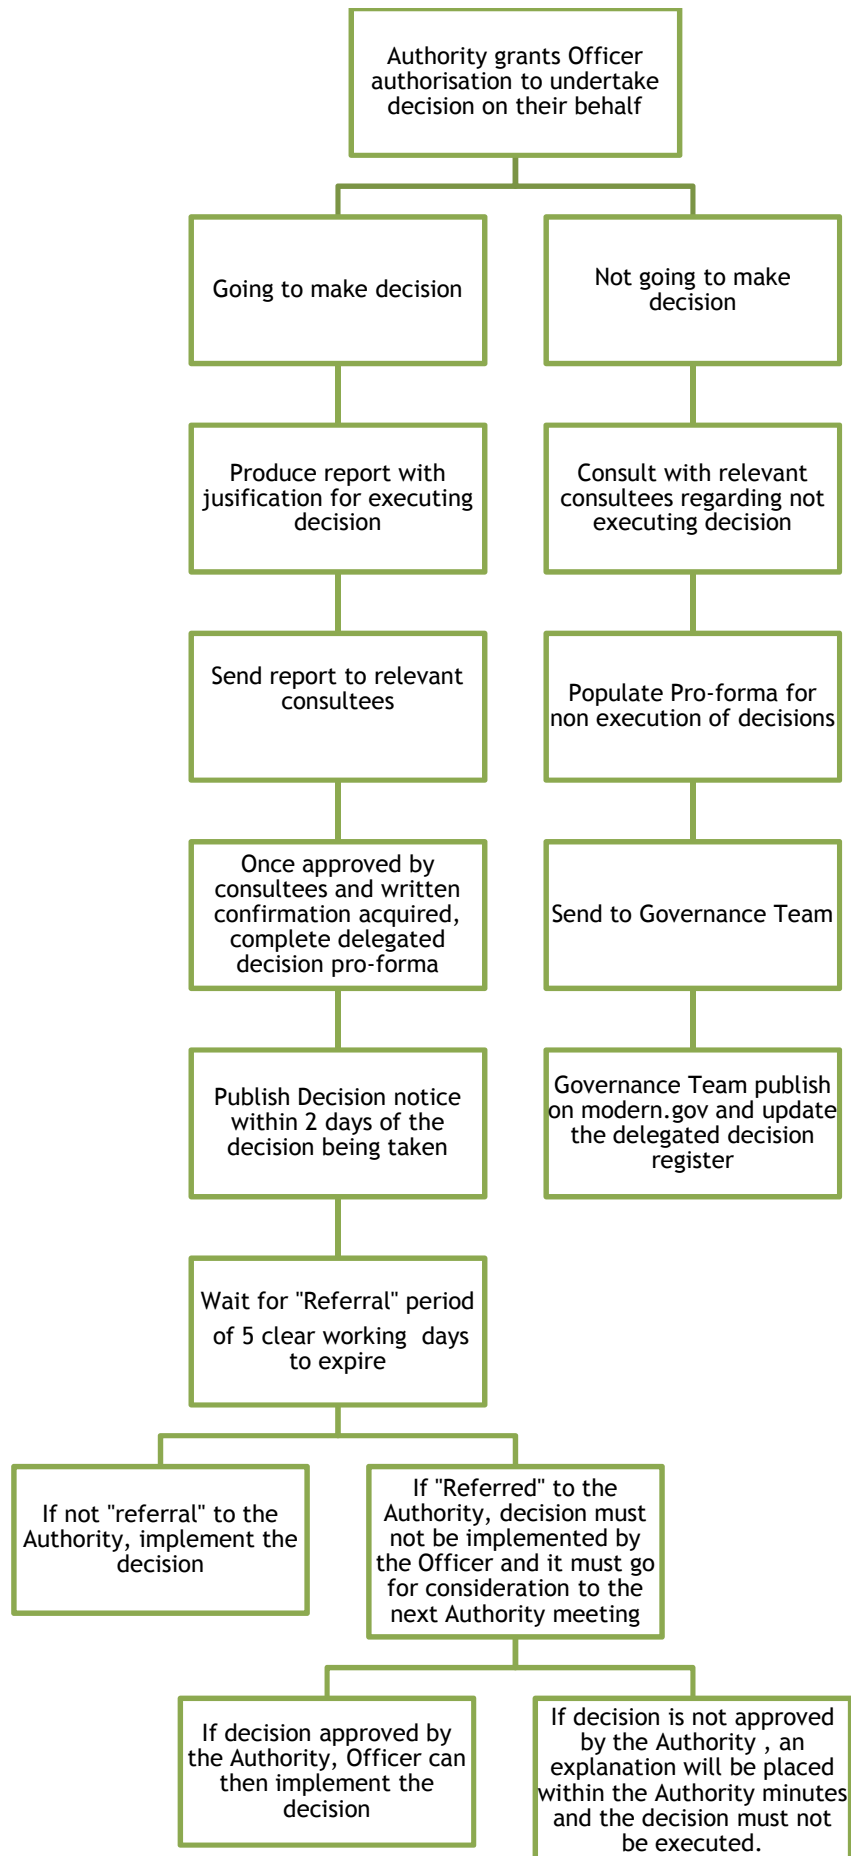 Authority grants Officer
authorisation to undertake
decision on their behalf
Going to make decision
Not going to make
decision
Produce report with
jusification for executing
decision
Consult with relevant
consultees regarding not
executing decision
Send report to relevant
consultees
Populate Pro-forma for
non execution of decisions
Once approved by
consultees and written
confirmation acquired,
complete delegated
decision pro-forma
Send to Governance Team
Publish Decision notice
within 2 days of the
decision being taken
Governance Team publish
on modern.gov and update
the delegated decision
register
Wait for "Referral" period
of 5 clear working  days
to expire
If not "referral" to the
Authority, implement the
decision
If "Referred" to the
Authority, decision must
not be implemented by
the Officer and it must go
for consideration to the
next Authority meeting
If decision approved by
the Authority, Officer can
then implement the
decision
If decision is not approved
by the Authority , an
explanation will be placed
within the Authority minutes
and the decision must not
be executed.